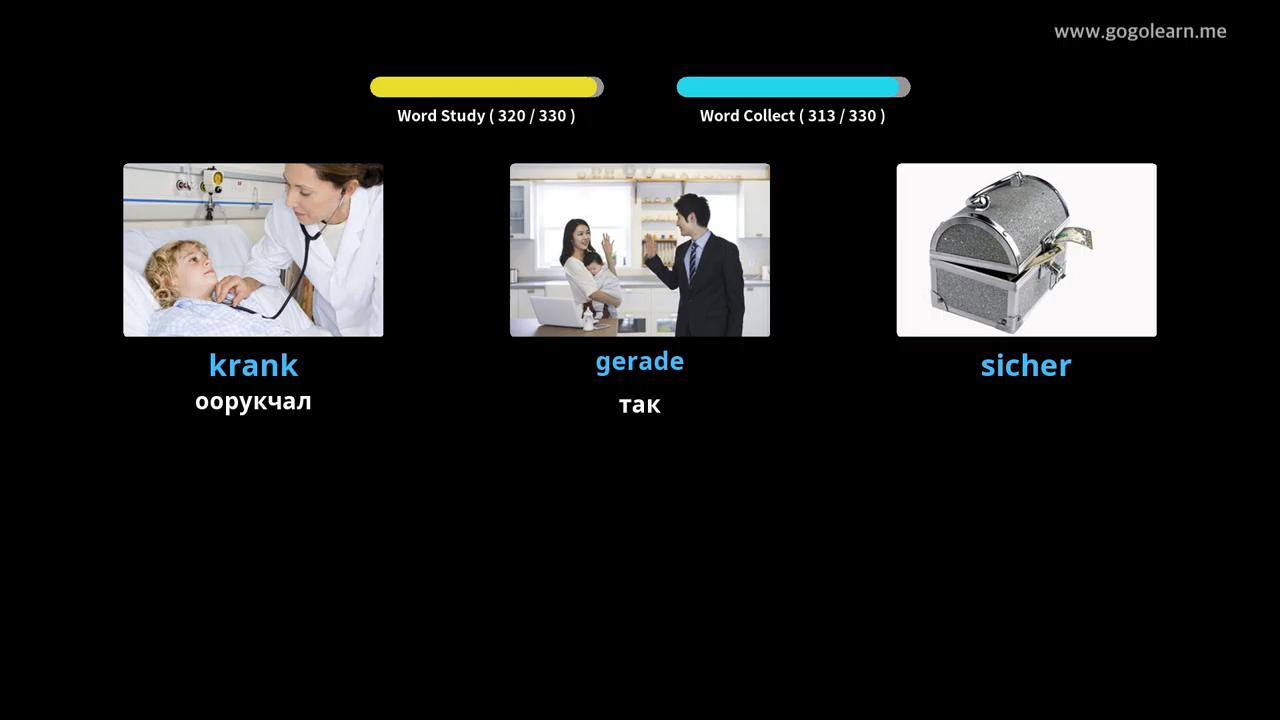 www.gogolearn.me
Word Study ( 320 / 330 )
Word Collect ( 313 / 330 )
krank
оорукчал
gerade
так
sicher